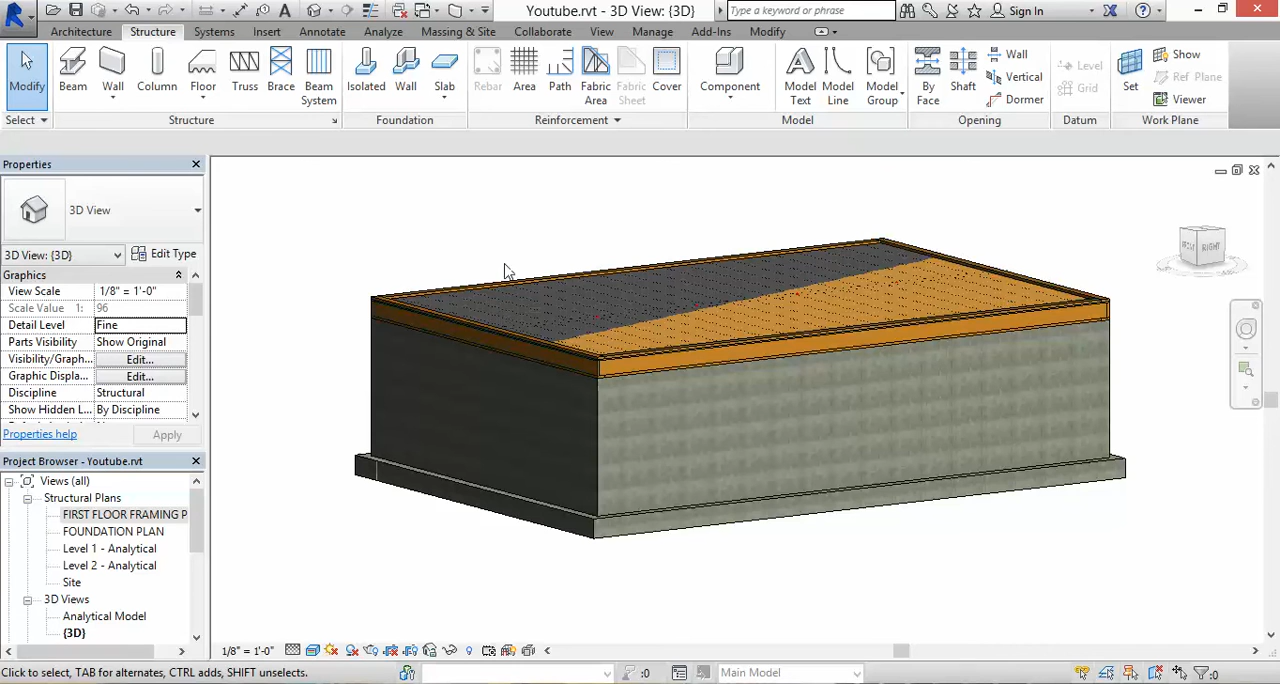 Youtube.rvt - 3D View: {3D}
Type a keyword or phrase
Sign In
Architecture Structure Systems Insert Annotate Analyze Massing & Site Collaborate View Manage Add-Ins Modify
Modify Beam Wall Column Floor Truss Brace Beam System Isolated Wall Slab Rebar Area Path Fabric Area Fabric Sheet Cover Component Model Text Model Line Model Group By Face Shaft Wall Vertical Dormer Level Grid Set Show Ref Plane Viewer
Select Structure Foundation Reinforcement Model Opening Datum Work Plane
Properties
3D View
3D View: {3D} Edit Type
Graphics
View Scale 1/8" = 1'-0"
Scale Value 1: 96
Detail Level Fine
Parts Visibility Show Original
Visibility/Graph... Edit...
Graphic Displa... Edit...
Discipline Structural
Show Hidden L... By Discipline
Properties help Apply
Project Browser - Youtube.rvt
Views (all)
Structural Plans
FIRST FLOOR FRAMING P
FOUNDATION PLAN
Level 1 - Analytical
Level 2 - Analytical
Site
3D Views
Analytical Model
{3D}
RIGHT
1/8" = 1'-0"
Click to select, TAB for alternates, CTRL adds, SHIFT unselects.
:0
Main Model
:0